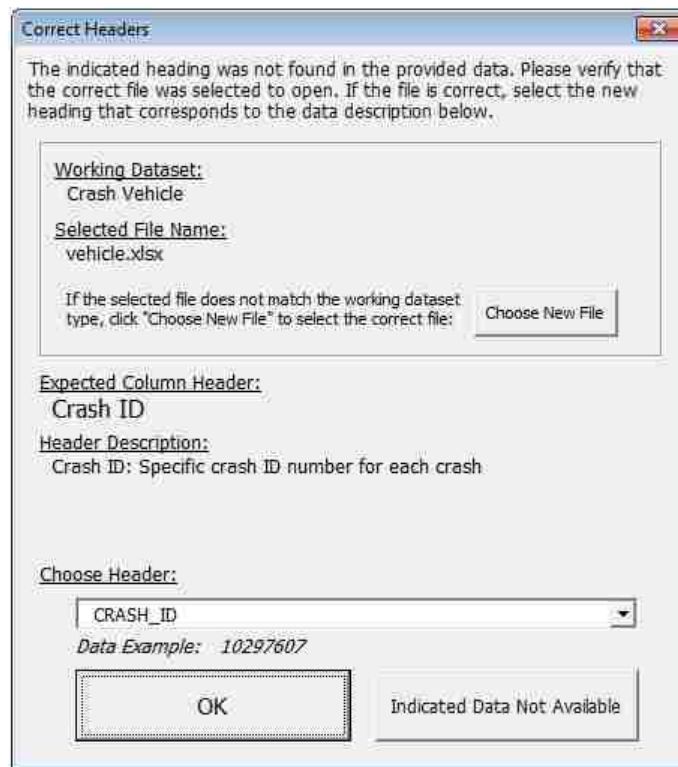 Correct Headers
The indicated heading was not found in the provided data. Please verify that
the correct file was selected to open. If the file is correct, select the new
heading that corresponds to the data description below.
Working Dataset:
Crash Vehicle
Selected File Name:
vehicle.xlsx
If the selected file does not match the working dataset
type, click "Choose New File" to select the correct file:
Choose New File
Expected Column Header:
Crash ID
Header Description:
Crash ID: Specific crash ID number for each crash
Choose Header:
CRASH_ID
Data Example: 10297607
OK
Indicated Data Not Available